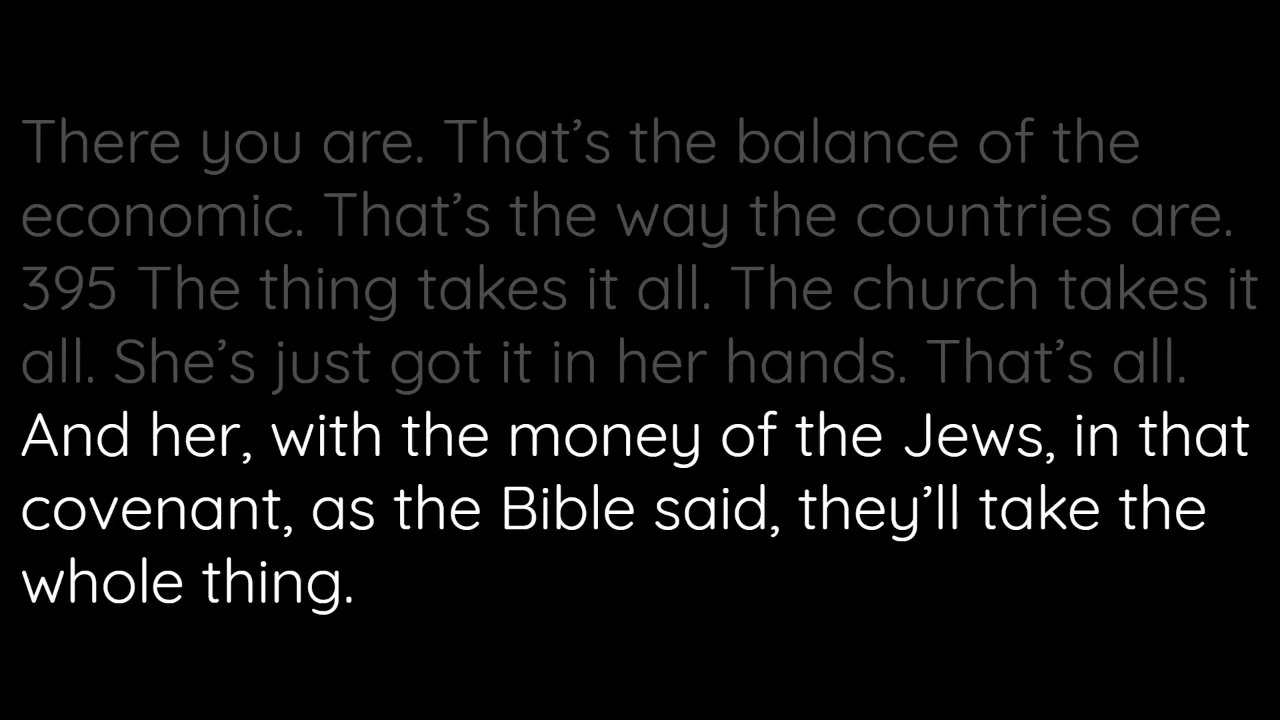 There you are. That’s the balance of the
economic. That’s the way the countries are.
395 The thing takes it all. The church takes it
all. She’s just got it in her hands. That’s all.
And her, with the money of the Jews, in that
covenant, as the Bible said, they’ll take the
whole thing.